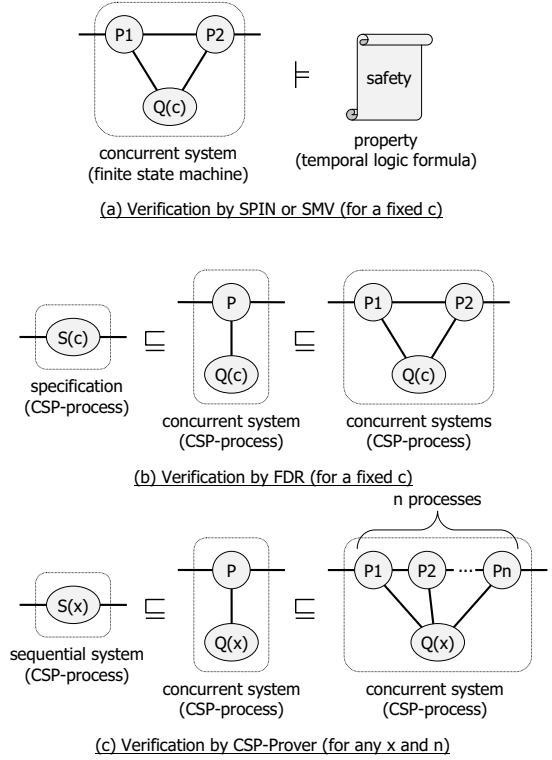 P1 P2
Q(c)
concurrent system
(finite state machine)
⊨
safety
property
(temporal logic formula)
(a) Verification by SPIN or SMV (for a fixed c)
S(c)
specification
(CSP-process)
⊑
P
Q(c)
concurrent system
(CSP-process)
⊑
P1 P2
Q(c)
concurrent systems
(CSP-process)
(b) Verification by FDR (for a fixed c)
n processes
S(x)
sequential system
(CSP-process)
⊑
P
Q(x)
concurrent system
(CSP-process)
⊑
P1 P2 ··· Pn
Q(x)
concurrent system
(CSP-process)
(c) Verification by CSP-Prover (for any x and n)